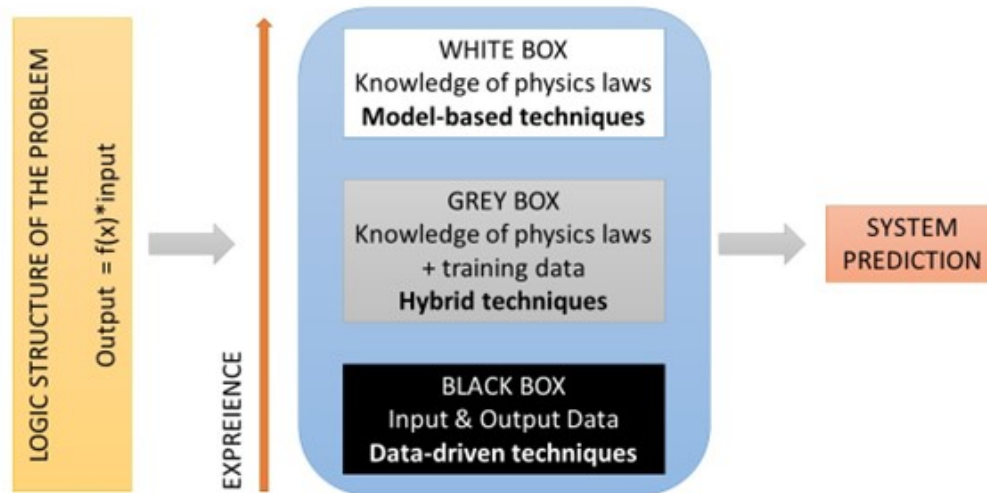 LOGIC STRUCTURE OF THE PROBLEM
Output = f(x)*input
EXPREIENCE
WHITE BOX
Knowledge of physics laws
Model-based techniques
GREY BOX
Knowledge of physics laws
+ training data
Hybrid techniques
BLACK BOX
Input & Output Data
Data-driven techniques
SYSTEM
PREDICTION